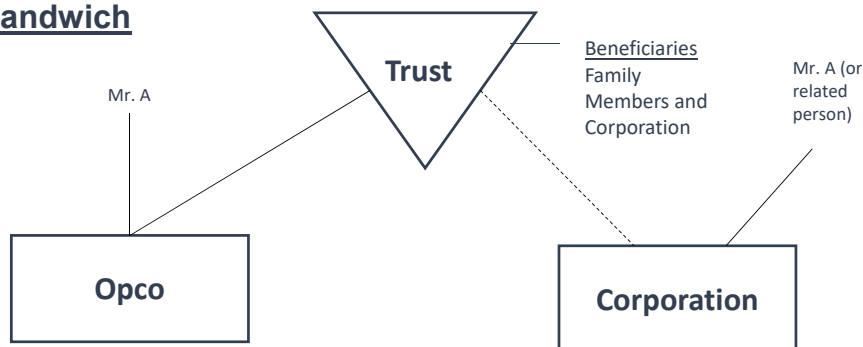 andwich
Trust
Beneficiaries
Family
Members and
Corporation
Mr. A (or
related
person)
Mr. A
Opco
Corporation